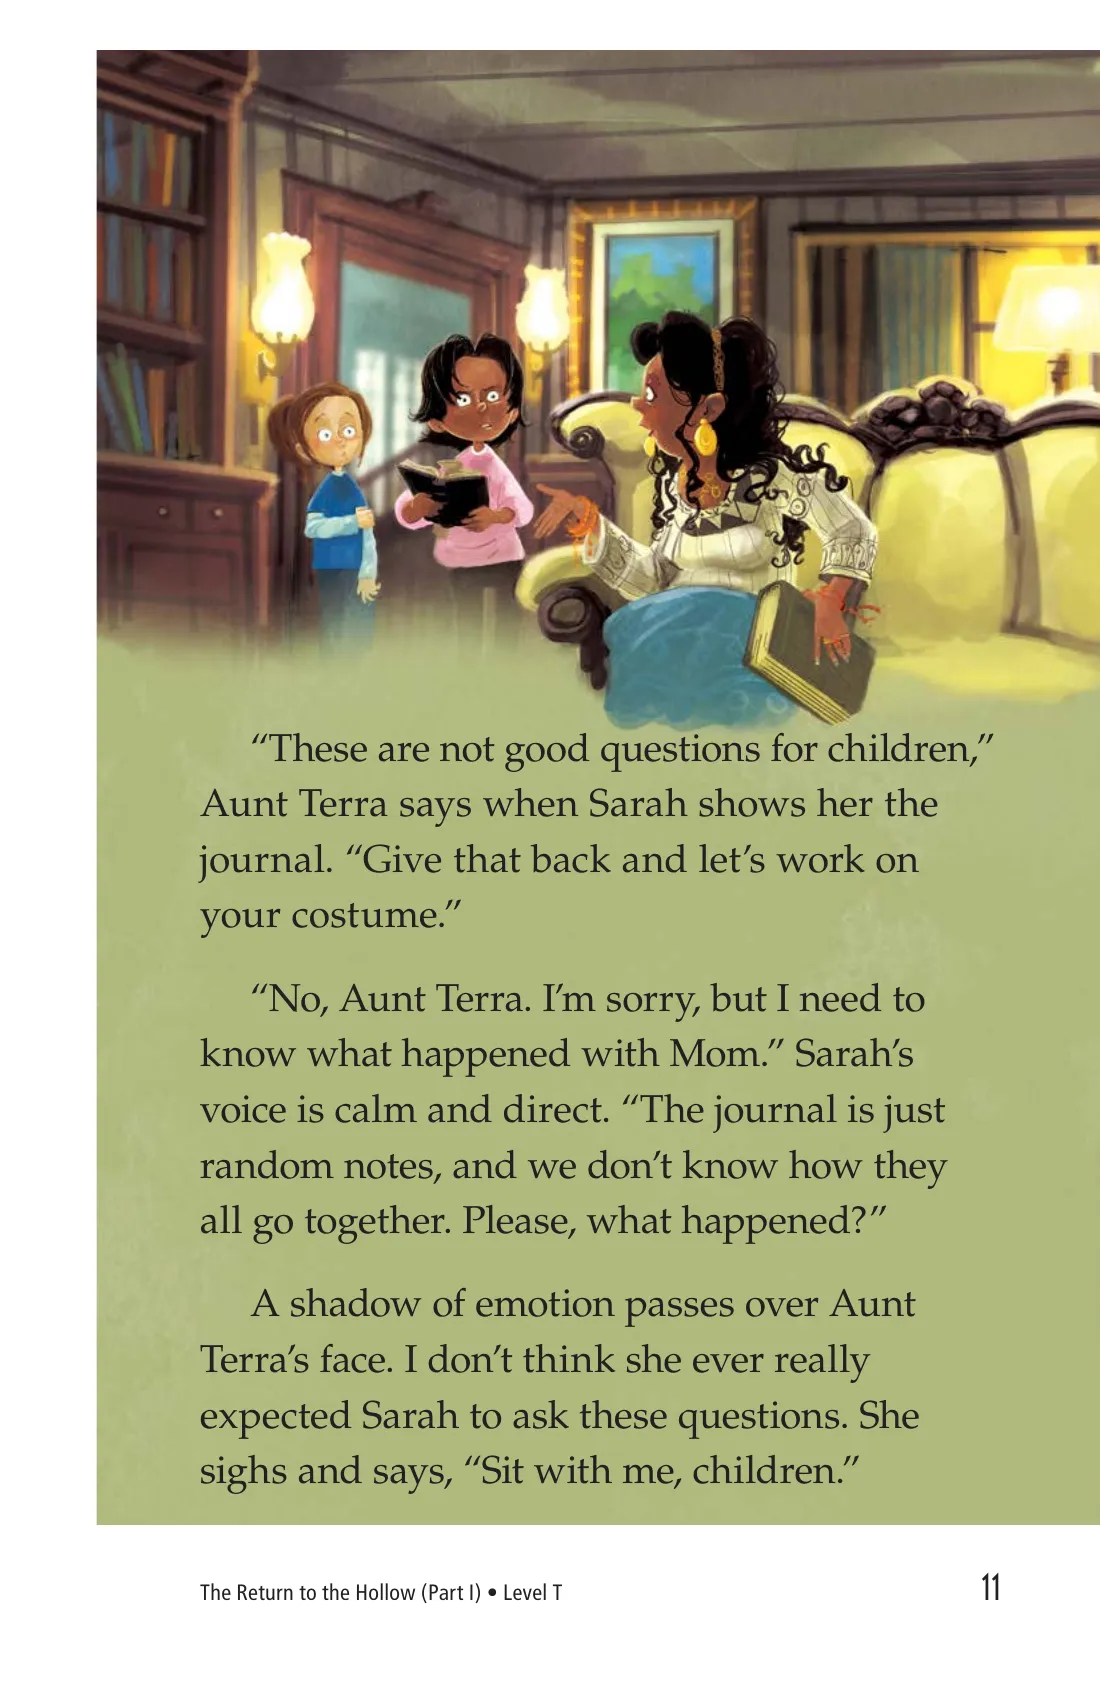 “These are not good questions for children,”
Aunt Terra says when Sarah shows her the
journal. “Give that back and let’s work on
your costume.”
“No, Aunt Terra. I’m sorry, but I need to
know what happened with Mom.” Sarah’s
voice is calm and direct. “The journal is just
random notes, and we don’t know how they
all go together. Please, what happened?”
A shadow of emotion passes over Aunt
Terra’s face. I don’t think she ever really
expected Sarah to ask these questions. She
sighs and says, “Sit with me, children.”
The Return to the Hollow (Part I) • Level T
11